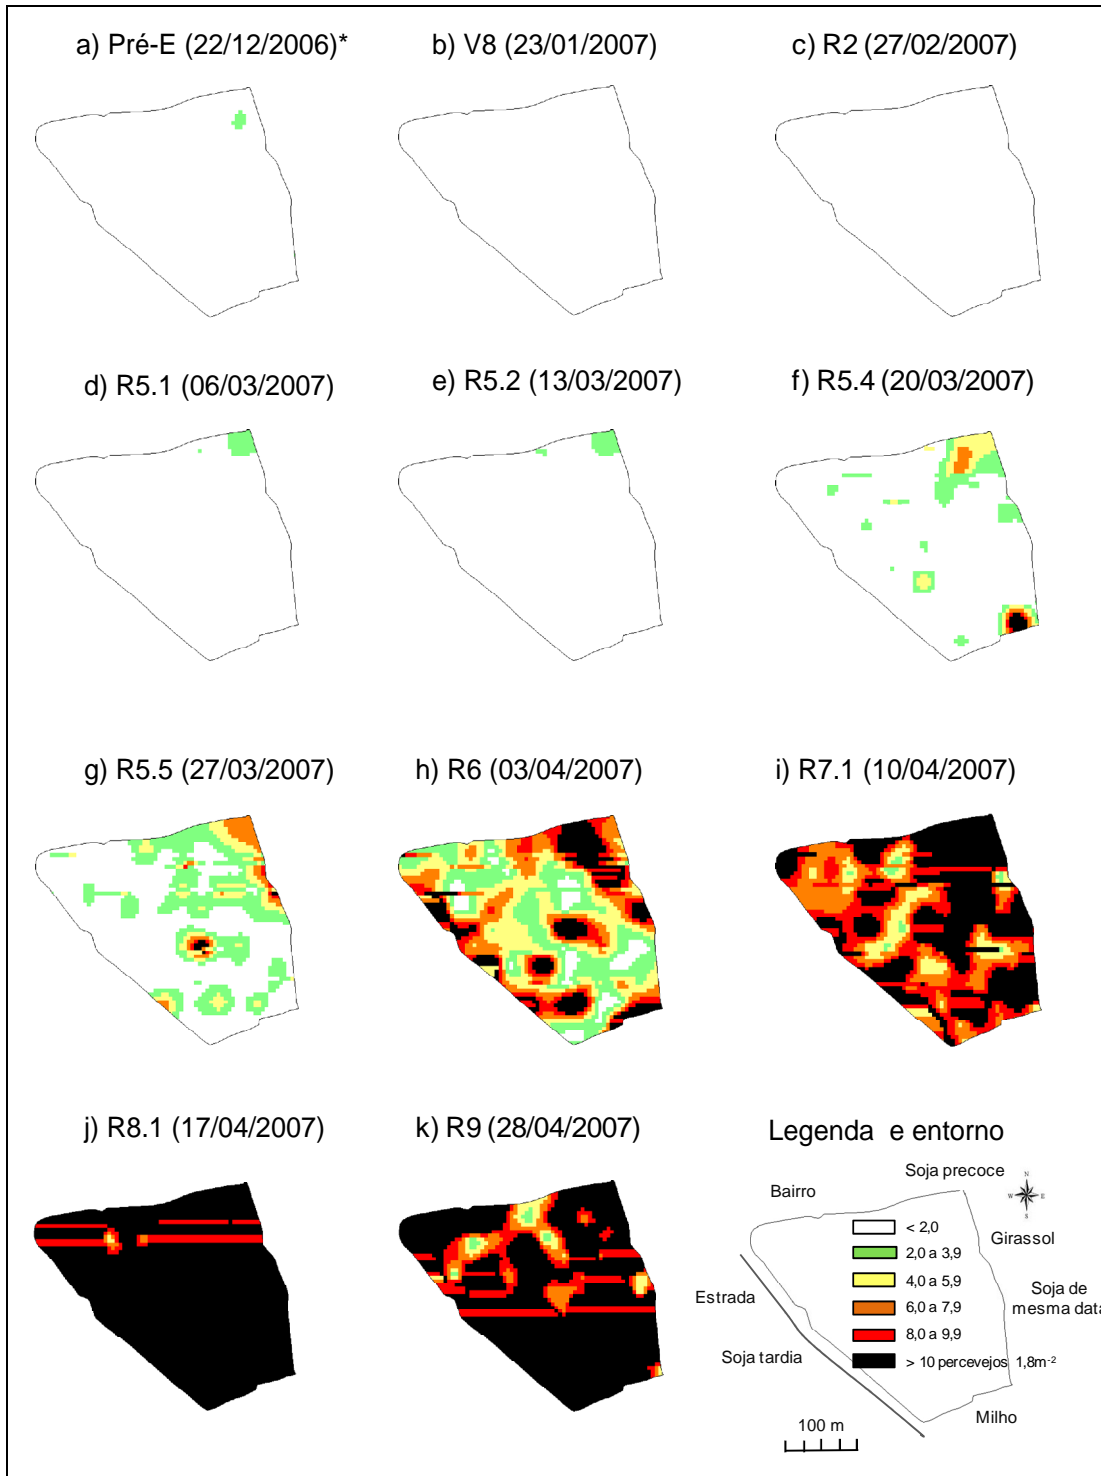 a) Pré-E (22/12/2006)*
b) V8 (23/01/2007)
c) R2 (27/02/2007)
d) R5.1 (06/03/2007)
e) R5.2 (13/03/2007)
f) R5.4 (20/03/2007)
g) R5.5 (27/03/2007)
h) R6 (03/04/2007)
i) R7.1 (10/04/2007)
j) R8.1 (17/04/2007)
k) R9 (28/04/2007)
Legenda e entorno
Soja precoce
Bairro
N
W E
S
Girassol
< 2,0
2,0 a 3,9
4,0 a 5,9
6,0 a 7,9
8,0 a 9,9
> 10 percevejos 1,8m⁻²
Soja de
mesma data
Estrada
Soja tardia
Milho
100 m